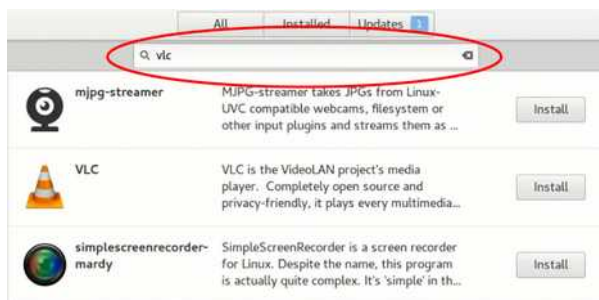 All Installed Updates 1
vlc
mjpg-streamer
MJPG-streamer takes JPGs from Linux-
UVC compatible webcams, filesystem or
other input plugins and streams them as ...
Install
VLC
VLC is the VideoLAN project's media
player. Completely open source and
privacy-friendly, it plays every multimedia...
Install
simplescreenrecorder-
mardy
SimpleScreenRecorder is a screen recorder
for Linux. Despite the name, this program
is actually quite complex. It's 'simple' in th...
Install